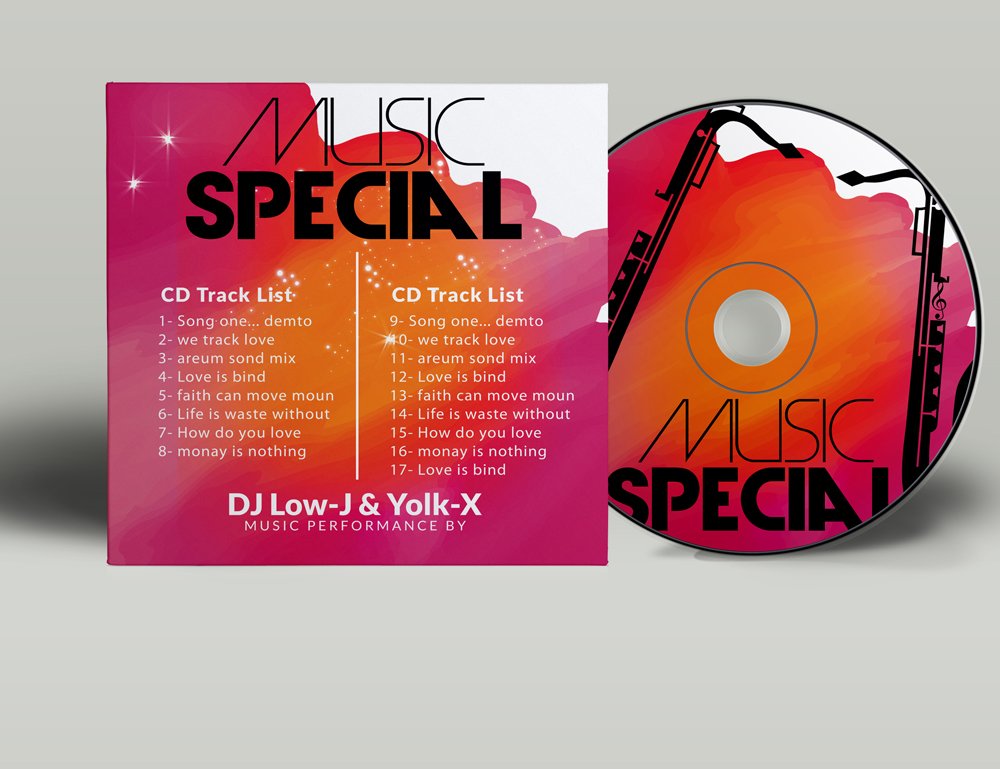 MUSIC
SPECIAL
CD Track List
1- Song one... demto
2- we track love
3- areum sond mix
4- Love is bind
5- faith can move moun
6- Life is waste without
7- How do you love
8- monay is nothing
CD Track List
9- Song one... demto
10- we track love
11- areum sond mix
12- Love is bind
13- faith can move moun
14- Life is waste without
15- How do you love
16- monay is nothing
17- Love is bind
DJ Low-J & Yolk-X
MUSIC PERFORMANCE BY
MUSIC
SPECIAL